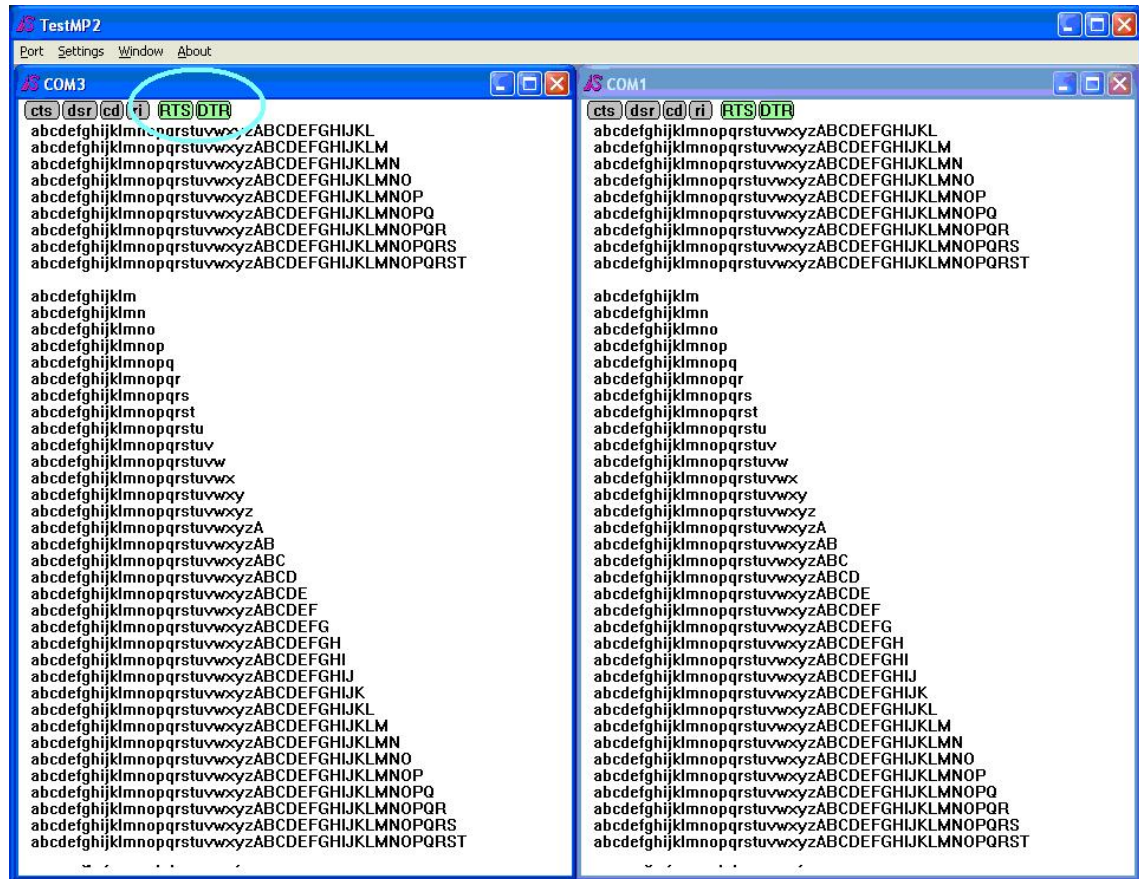 TestMP2
Port Settings Window About
COM3
cts dsr cd ri RTS DTR
abcdefghijklmnopqrstuvwxyzABCDEFGHIJKL
abcdefghijklmnopqrstuvwxyzABCDEFGHIJKLM
abcdefghijklmnopqrstuvwxyzABCDEFGHIJKLMN
abcdefghijklmnopqrstuvwxyzABCDEFGHIJKLMNO
abcdefghijklmnopqrstuvwxyzABCDEFGHIJKLMNOP
abcdefghijklmnopqrstuvwxyzABCDEFGHIJKLMNOPQ
abcdefghijklmnopqrstuvwxyzABCDEFGHIJKLMNOPQR
abcdefghijklmnopqrstuvwxyzABCDEFGHIJKLMNOPQRS
abcdefghijklmnopqrstuvwxyzABCDEFGHIJKLMNOPQRST
abcdefghijklm
abcdefghijklmn
abcdefghijklmno
abcdefghijklmnop
abcdefghijklmnopq
abcdefghijklmnopqr
abcdefghijklmnopqrs
abcdefghijklmnopqrst
abcdefghijklmnopqrstu
abcdefghijklmnopqrstuv
abcdefghijklmnopqrstuvw
abcdefghijklmnopqrstuvwx
abcdefghijklmnopqrstuvwxy
abcdefghijklmnopqrstuvwxyz
abcdefghijklmnopqrstuvwxyzA
abcdefghijklmnopqrstuvwxyzAB
abcdefghijklmnopqrstuvwxyzABC
abcdefghijklmnopqrstuvwxyzABCD
abcdefghijklmnopqrstuvwxyzABCDE
abcdefghijklmnopqrstuvwxyzABCDEF
abcdefghijklmnopqrstuvwxyzABCDEFG
abcdefghijklmnopqrstuvwxyzABCDEFGH
abcdefghijklmnopqrstuvwxyzABCDEFGHI
abcdefghijklmnopqrstuvwxyzABCDEFGHIJ
abcdefghijklmnopqrstuvwxyzABCDEFGHIJK
abcdefghijklmnopqrstuvwxyzABCDEFGHIJKL
abcdefghijklmnopqrstuvwxyzABCDEFGHIJKLM
abcdefghijklmnopqrstuvwxyzABCDEFGHIJKLMN
abcdefghijklmnopqrstuvwxyzABCDEFGHIJKLMNO
abcdefghijklmnopqrstuvwxyzABCDEFGHIJKLMNOP
abcdefghijklmnopqrstuvwxyzABCDEFGHIJKLMNOPQ
abcdefghijklmnopqrstuvwxyzABCDEFGHIJKLMNOPQR
abcdefghijklmnopqrstuvwxyzABCDEFGHIJKLMNOPQRS
abcdefghijklmnopqrstuvwxyzABCDEFGHIJKLMNOPQRST
COM1
cts dsr cd ri RTS DTR
abcdefghijklmnopqrstuvwxyzABCDEFGHIJKL
abcdefghijklmnopqrstuvwxyzABCDEFGHIJKLM
abcdefghijklmnopqrstuvwxyzABCDEFGHIJKLMN
abcdefghijklmnopqrstuvwxyzABCDEFGHIJKLMNO
abcdefghijklmnopqrstuvwxyzABCDEFGHIJKLMNOP
abcdefghijklmnopqrstuvwxyzABCDEFGHIJKLMNOPQ
abcdefghijklmnopqrstuvwxyzABCDEFGHIJKLMNOPQR
abcdefghijklmnopqrstuvwxyzABCDEFGHIJKLMNOPQRS
abcdefghijklmnopqrstuvwxyzABCDEFGHIJKLMNOPQRST
abcdefghijklm
abcdefghijklmn
abcdefghijklmno
abcdefghijklmnop
abcdefghijklmnopq
abcdefghijklmnopqr
abcdefghijklmnopqrs
abcdefghijklmnopqrst
abcdefghijklmnopqrstu
abcdefghijklmnopqrstuv
abcdefghijklmnopqrstuvw
abcdefghijklmnopqrstuvwx
abcdefghijklmnopqrstuvwxy
abcdefghijklmnopqrstuvwxyz
abcdefghijklmnopqrstuvwxyzA
abcdefghijklmnopqrstuvwxyzAB
abcdefghijklmnopqrstuvwxyzABC
abcdefghijklmnopqrstuvwxyzABCD
abcdefghijklmnopqrstuvwxyzABCDE
abcdefghijklmnopqrstuvwxyzABCDEF
abcdefghijklmnopqrstuvwxyzABCDEFG
abcdefghijklmnopqrstuvwxyzABCDEFGH
abcdefghijklmnopqrstuvwxyzABCDEFGHI
abcdefghijklmnopqrstuvwxyzABCDEFGHIJ
abcdefghijklmnopqrstuvwxyzABCDEFGHIJK
abcdefghijklmnopqrstuvwxyzABCDEFGHIJKL
abcdefghijklmnopqrstuvwxyzABCDEFGHIJKLM
abcdefghijklmnopqrstuvwxyzABCDEFGHIJKLMN
abcdefghijklmnopqrstuvwxyzABCDEFGHIJKLMNO
abcdefghijklmnopqrstuvwxyzABCDEFGHIJKLMNOP
abcdefghijklmnopqrstuvwxyzABCDEFGHIJKLMNOPQ
abcdefghijklmnopqrstuvwxyzABCDEFGHIJKLMNOPQR
abcdefghijklmnopqrstuvwxyzABCDEFGHIJKLMNOPQRS
abcdefghijklmnopqrstuvwxyzABCDEFGHIJKLMNOPQRST